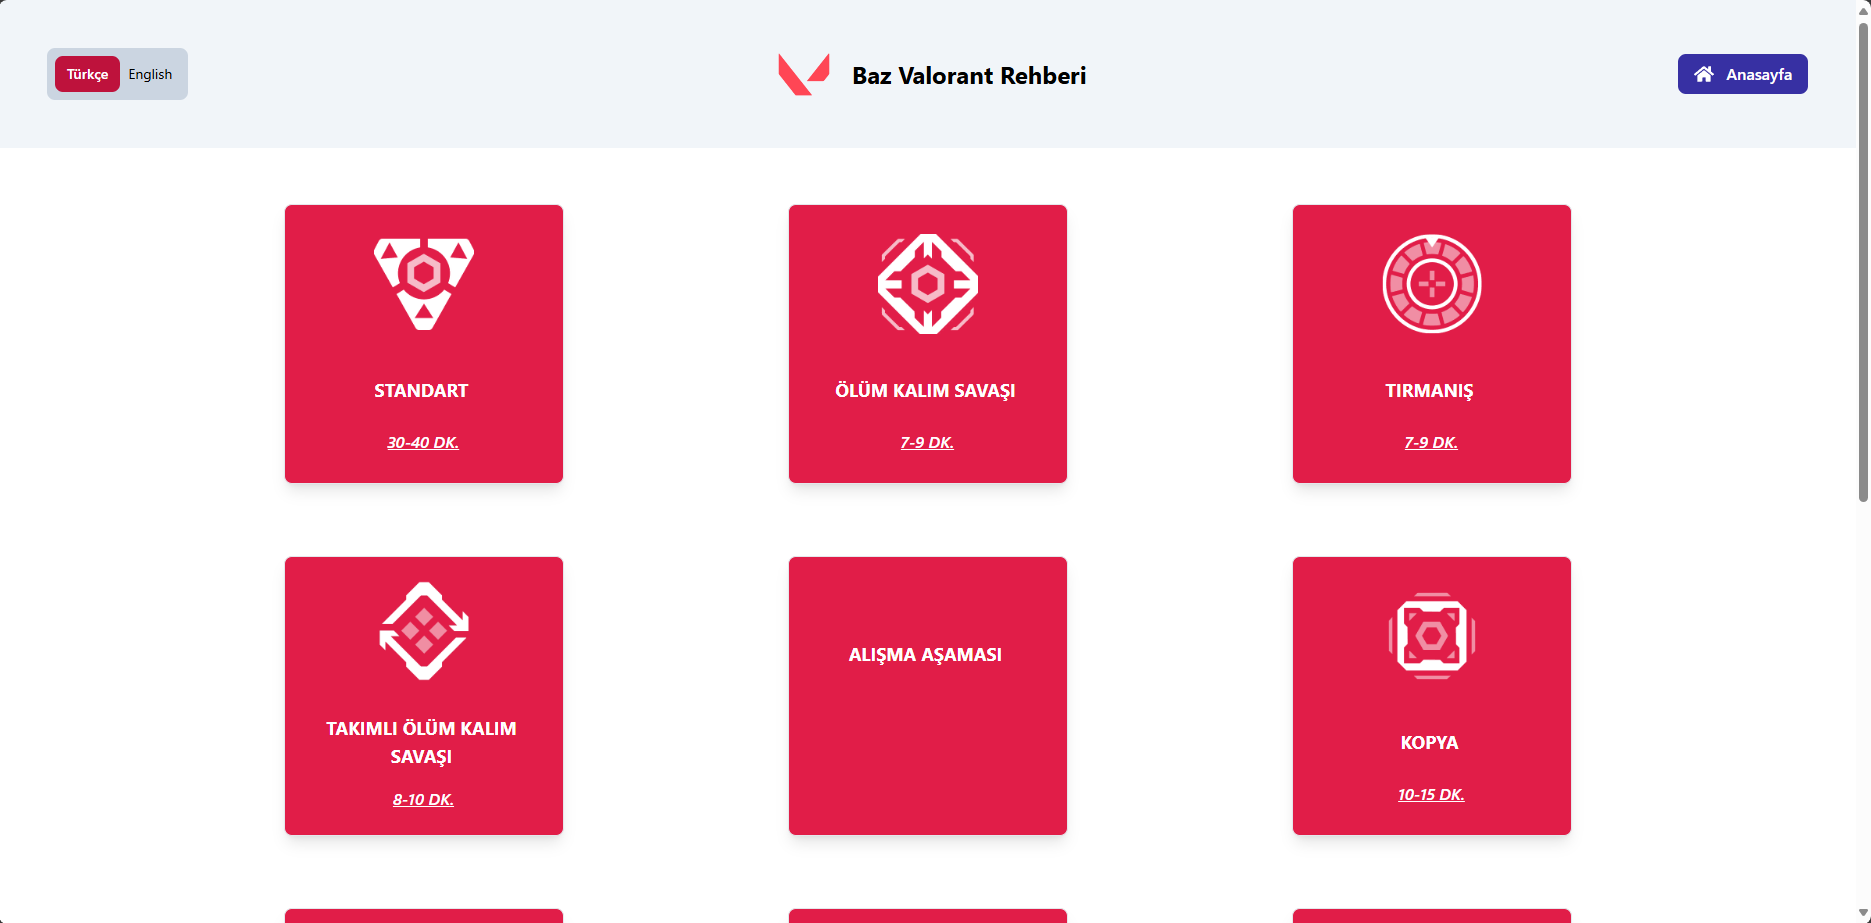 Türkçe
English
Baz Valorant Rehberi
Anasayfa
STANDART
30-40 DK.
ÖLÜM KALIM SAVAŞI
7-9 DK.
TIRMANIŞ
7-9 DK.
TAKIMLI ÖLÜM KALIM
SAVAŞI
8-10 DK.
ALIŞMA AŞAMASI
KOPYA
10-15 DK.